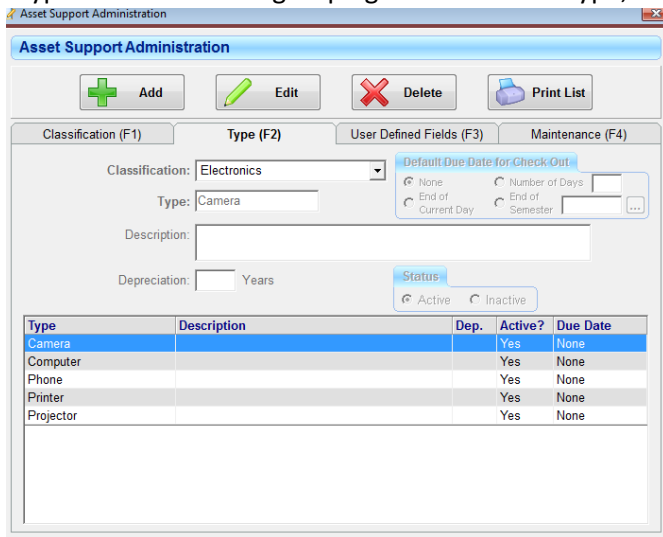 Asset Support Administration
Asset Support Administration
Add Edit Delete Print List
Classification (F1) Type (F2) User Defined Fields (F3) Maintenance (F4)
Classification: Electronics
Default Due Date for Check Out
None Number of Days
End of Current Day End of Semester ...
Type: Camera
Description:
Depreciation: Years
Status
Active Inactive
Type Description Dep. Active? Due Date
Camera Yes None
Computer Yes None
Phone Yes None
Printer Yes None
Projector Yes None